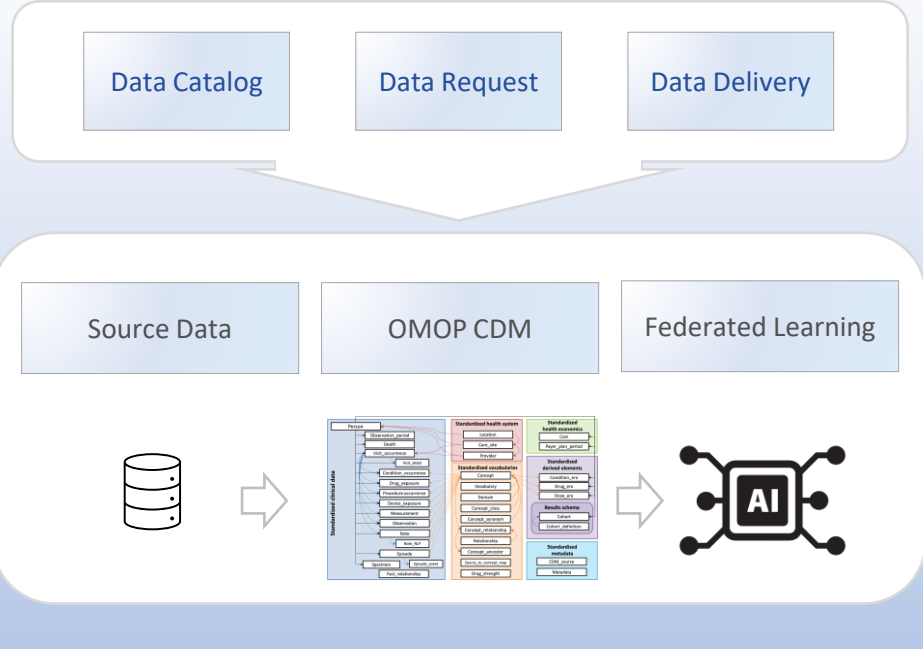 Data Catalog
Data Request
Data Delivery
Source Data
OMOP CDM
Federated Learning
Standardized clinical data
Person
Observation_period
Death
Visit_occurrence
Visit_detail
Condition_occurrence
Drug_exposure
Procedure occurrence
Device_exposure
Measurement
Observation
Note
Note_NLP
Episode
Specimen
Episode_event
Fact_relationship
Standardized health system
Location
Care_site
Provider
Standardized vocabularies
Concept
Vocabulary
Domain
Concept_class
Concept_synonym
Concept_relationship
Relationship
Concept_ancestor
Source_to_concept_map
Drug_strength
Standardized
health economics
Cost
Payer_plan_period
Standardized
derived elements
Condition_era
Drug_era
Dose_era
Results schema
Cohort
Cohort_definition
Standardized
metadata
CDM_source
Metadata
AI